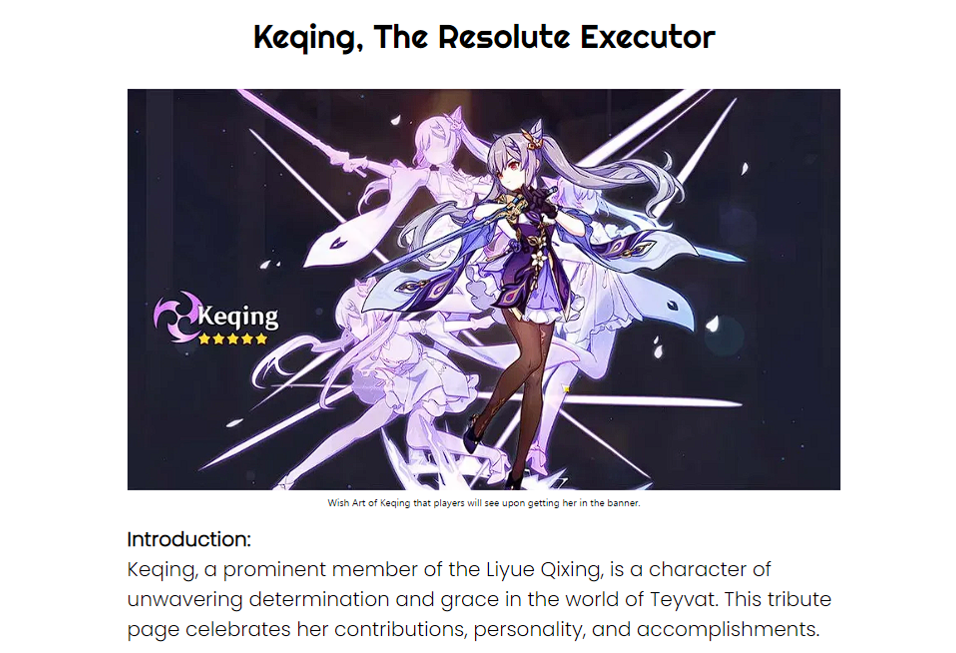 Keqing, The Resolute Executor
Keqing
Wish Art of Keqing that players will see upon getting her in the banner.
Introduction:
Keqing, a prominent member of the Liyue Qixing, is a character of
unwavering determination and grace in the world of Teyvat. This tribute
page celebrates her contributions, personality, and accomplishments.